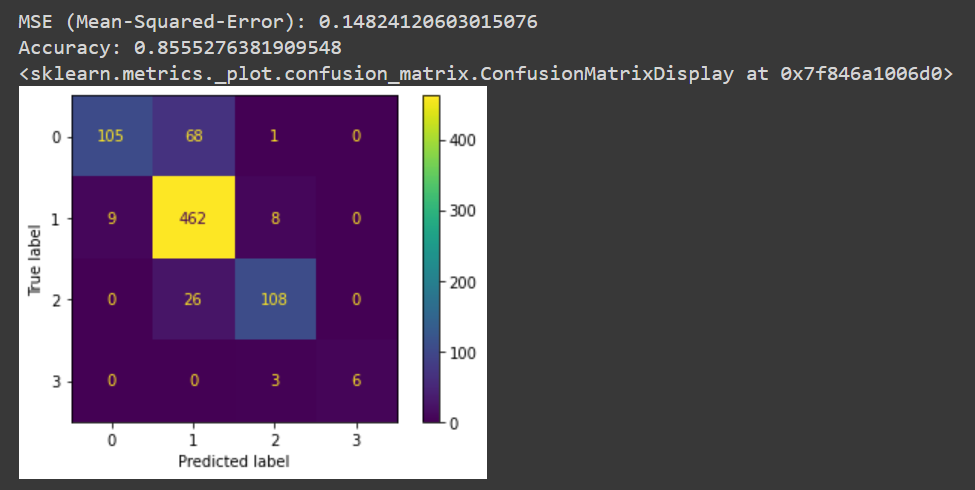 MSE (Mean-Squared-Error): 0.14824120603015076
Accuracy: 0.8555276381909548
<sklearn.metrics._plot.confusion_matrix.ConfusionMatrixDisplay at 0x7f846a1006d0>
0 105 68 1 0
1 9 462 8 0
2 0 26 108 0
3 0 0 3 6
0 1 2 3
Predicted label
True label
400
300
200
100
0